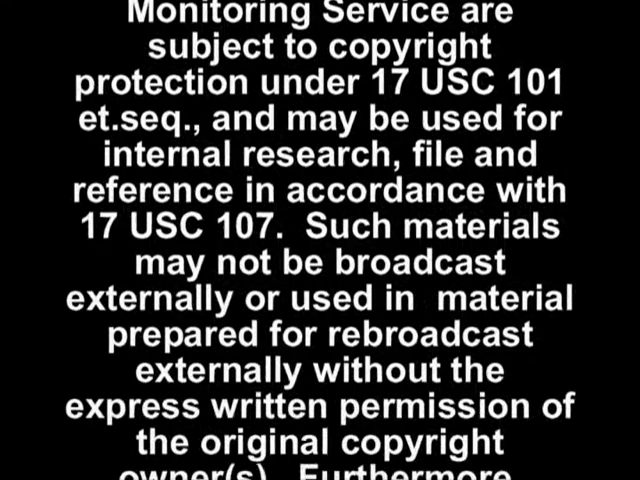 Monitoring Service are
subject to copyright
protection under 17 USC 101
et.seq., and may be used for
internal research, file and
reference in accordance with
17 USC 107.  Such materials
may not be broadcast
externally or used in  material
prepared for rebroadcast
externally without the
express written permission of
the original copyright
owner(s).  Furthermore